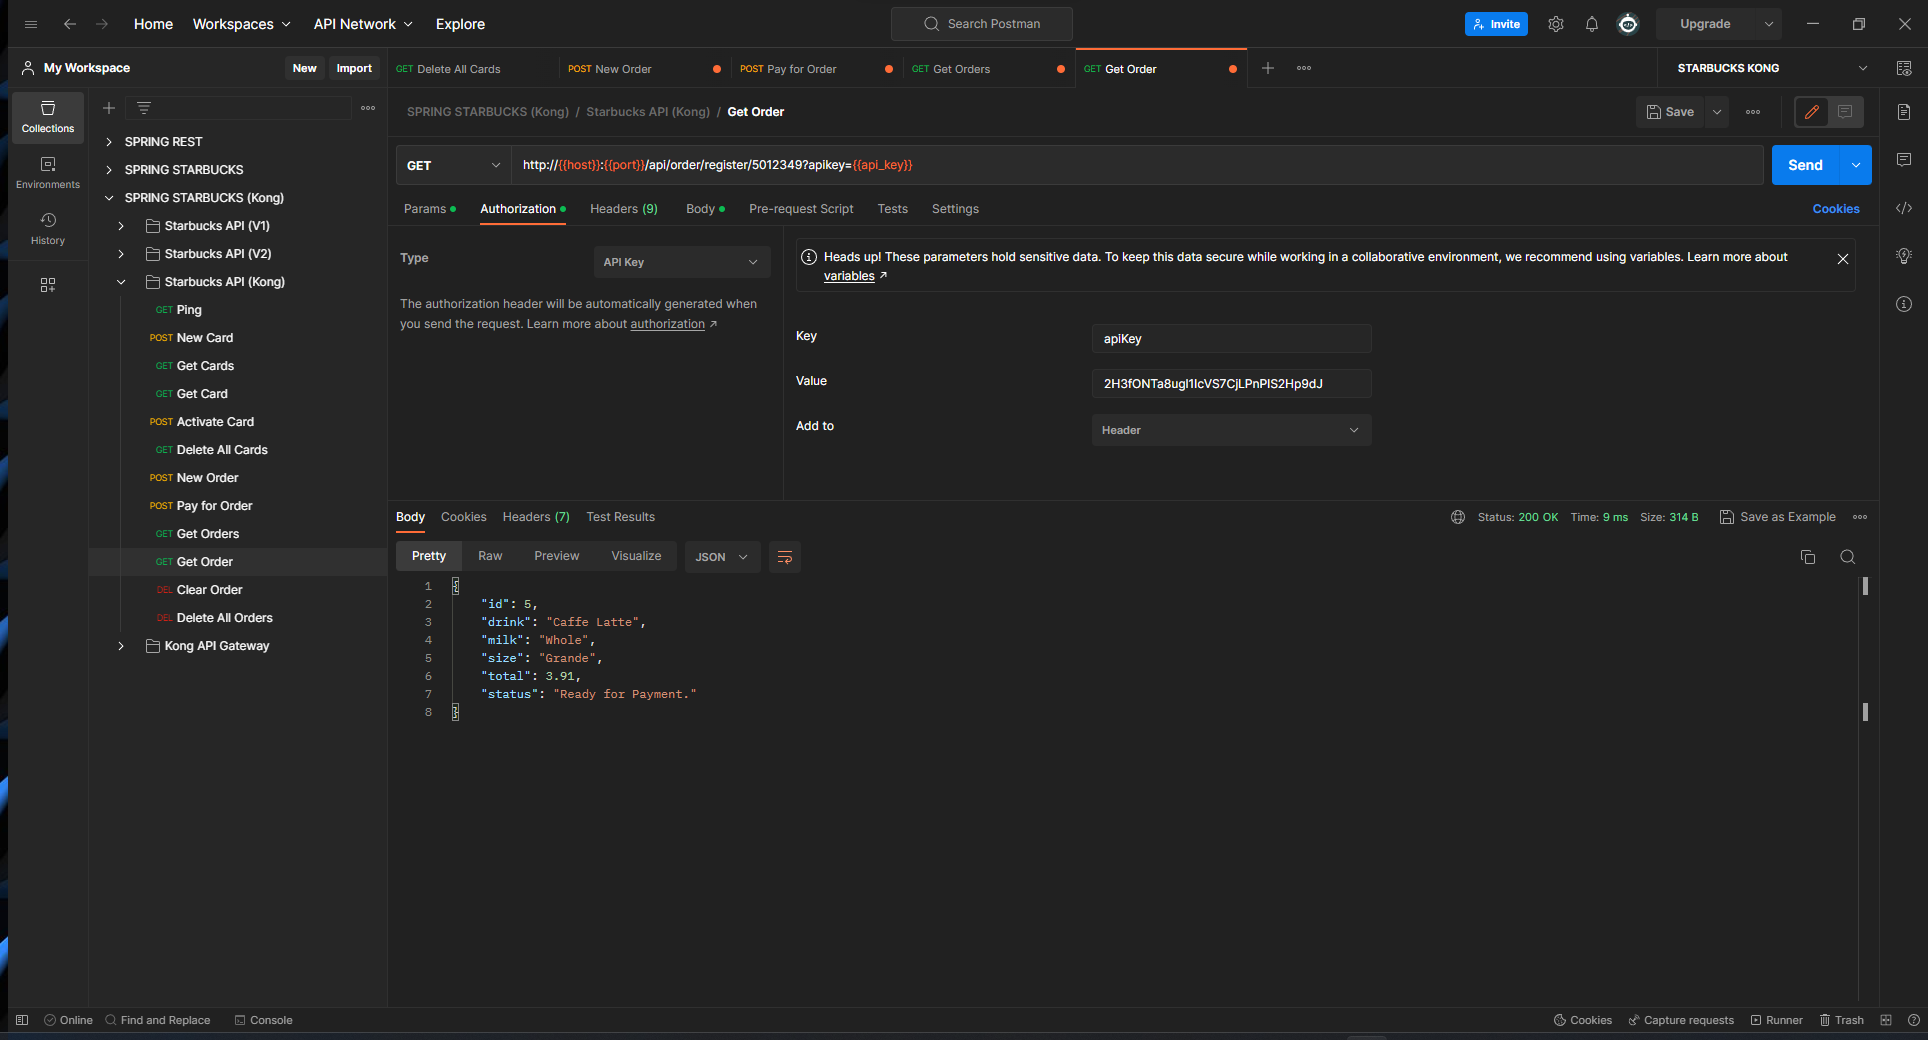 Home Workspaces API Network Explore Search Postman Invite Upgrade
My Workspace New Import GET Delete All Cards POST New Order POST Pay for Order GET Get Orders GET Get Order STARBUCKS KONG
Collections
Environments
History
SPRING REST
SPRING STARBUCKS
SPRING STARBUCKS (Kong)
Starbucks API (V1)
Starbucks API (V2)
Starbucks API (Kong)
GET Ping
POST New Card
GET Get Cards
GET Get Card
POST Activate Card
GET Delete All Cards
POST New Order
POST Pay for Order
GET Get Orders
GET Get Order
DEL Clear Order
DEL Delete All Orders
Kong API Gateway
SPRING STARBUCKS (Kong) / Starbucks API (Kong) / Get Order Save
GET http://{{host}}:{{port}}/api/order/register/5012349?apikey={{api_key}} Send
Params Authorization Headers (9) Body Pre-request Script Tests Settings Cookies
Type API Key
The authorization header will be automatically generated when
you send the request. Learn more about authorization ↗
Heads up! These parameters hold sensitive data. To keep this data secure while working in a collaborative environment, we recommend using variables. Learn more about
variables ↗
Key apiKey
Value 2H3fONTa8ugI1IcVS7CjLPnPIS2Hp9dJ
Add to Header
Body Cookies Headers (7) Test Results Status: 200 OK Time: 9 ms Size: 314 B Save as Example
Pretty Raw Preview Visualize JSON
1 {
2 "id": 5,
3 "drink": "Caffe Latte",
4 "milk": "Whole",
5 "size": "Grande",
6 "total": 3.91,
7 "status": "Ready for Payment."
8 }
Online Find and Replace Console Cookies Capture requests Runner Trash